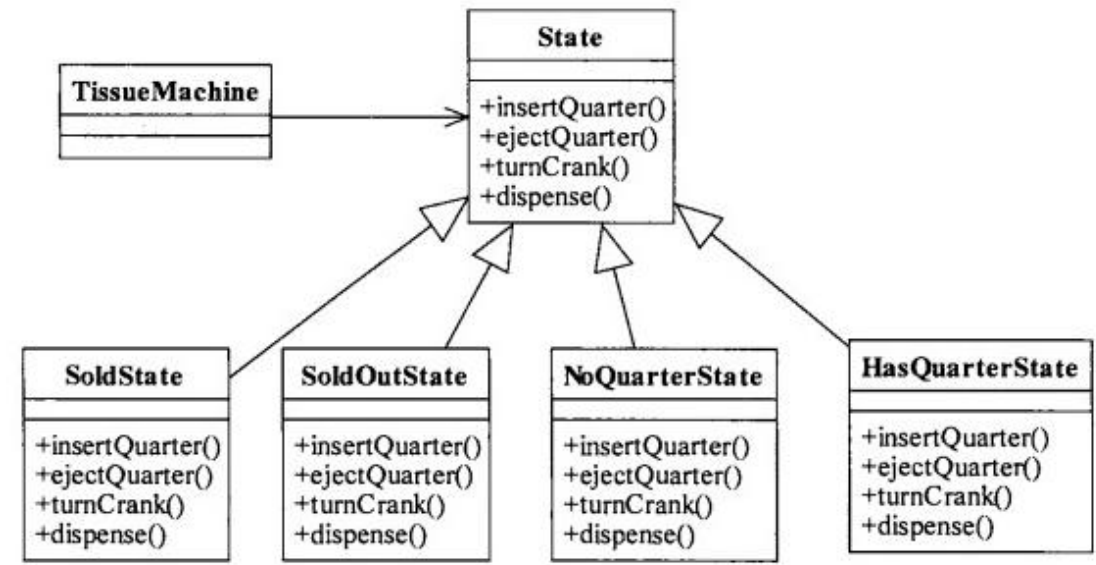 State
+insertQuarter()
+ejectQuarter()
+turnCrank()
+dispense()
TissueMachine
SoldState
+insertQuarter()
+ejectQuarter()
+turnCrank()
+dispense()
SoldOutState
+insertQuarter()
+ejectQuarter()
+turnCrank()
+dispense()
NoQuarterState
+insertQuarter()
+ejectQuarter()
+turnCrank()
+dispense()
HasQuarterState
+insertQuarter()
+ejectQuarter()
+turnCrank()
+dispense()